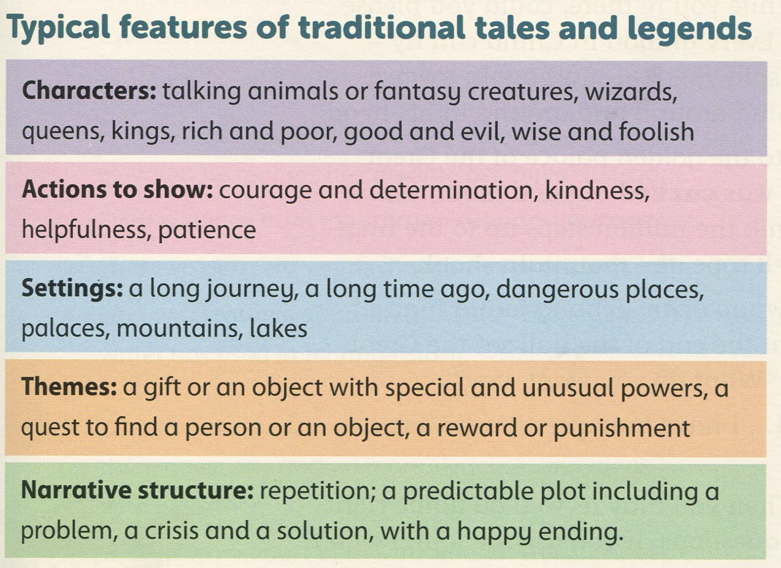 Typical features of traditional tales and legends
Characters: talking animals or fantasy creatures, wizards,
queens, kings, rich and poor, good and evil, wise and foolish
Actions to show: courage and determination, kindness,
helpfulness, patience
Settings: a long journey, a long time ago, dangerous places,
palaces, mountains, lakes
Themes: a gift or an object with special and unusual powers, a
quest to find a person or an object, a reward or punishment
Narrative structure: repetition; a predictable plot including a
problem, a crisis and a solution, with a happy ending.